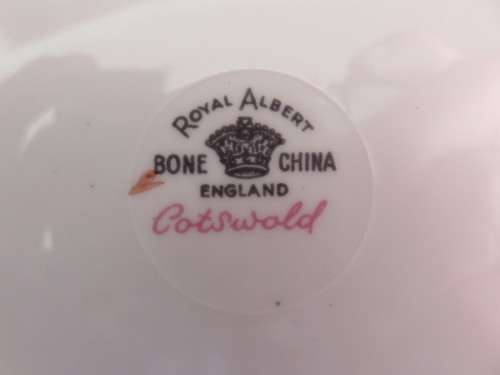 ROYAL ALBERT
BONE CHINA
ENGLAND
Cotswold